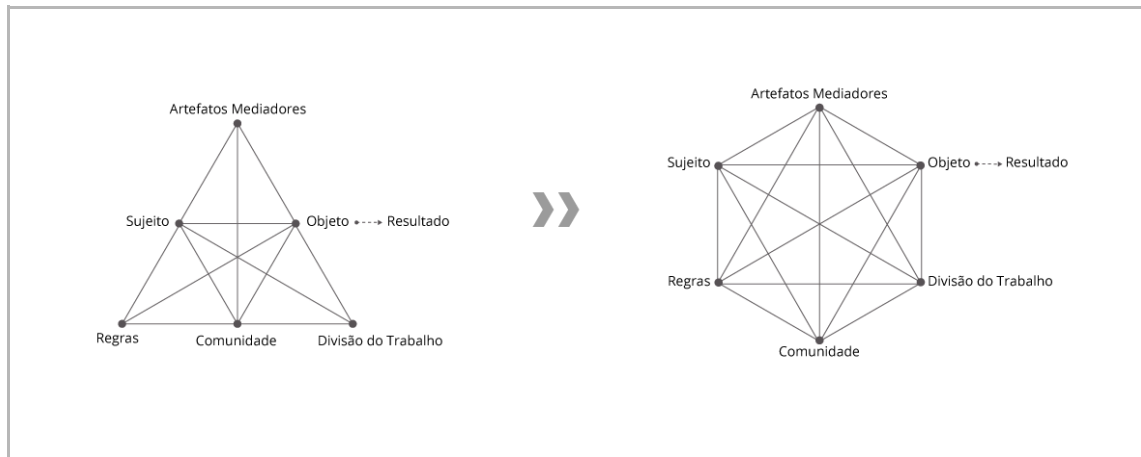 Artefatos Mediadores
Sujeito
Objeto
Resultado
Regras
Comunidade
Divisão do Trabalho
Artefatos Mediadores
Sujeito
Objeto
Resultado
Regras
Divisão do Trabalho
Comunidade